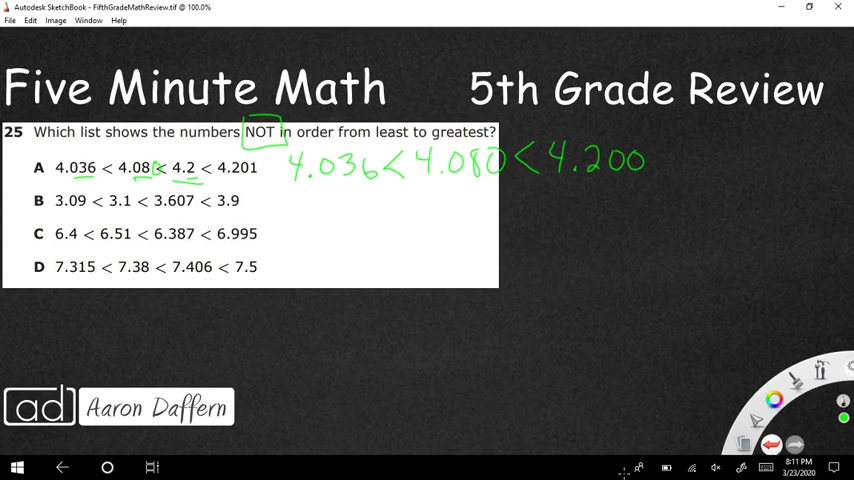 Autodesk SketchBook - FifthGradeMathReview.tif @ 100.0%
File Edit Image Window Help
Five Minute Math 5th Grade Review
25 Which list shows the numbers NOT in order from least to greatest?
A 4.036 < 4.080 < 4.2 < 4.201 4.036 < 4.080 < 4.200
B 3.09 < 3.1 < 3.607 < 3.9
C 6.4 < 6.51 < 6.387 < 6.995
D 7.315 < 7.38 < 7.406 < 7.5
ad Aaron Daffern
8:11 PM
3/23/2020